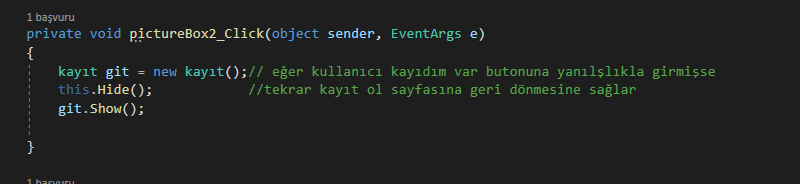 1 başvuru
private void pictureBox2_Click(object sender, EventArgs e)
{
kayıt git = new kayıt();// eğer kullanıcı kayıdım var butonuna yanılşlıkla girmişse
this.Hide(); //tekrar kayıt ol sayfasına geri dönmesine sağlar
git.Show();
}
1 başvuru